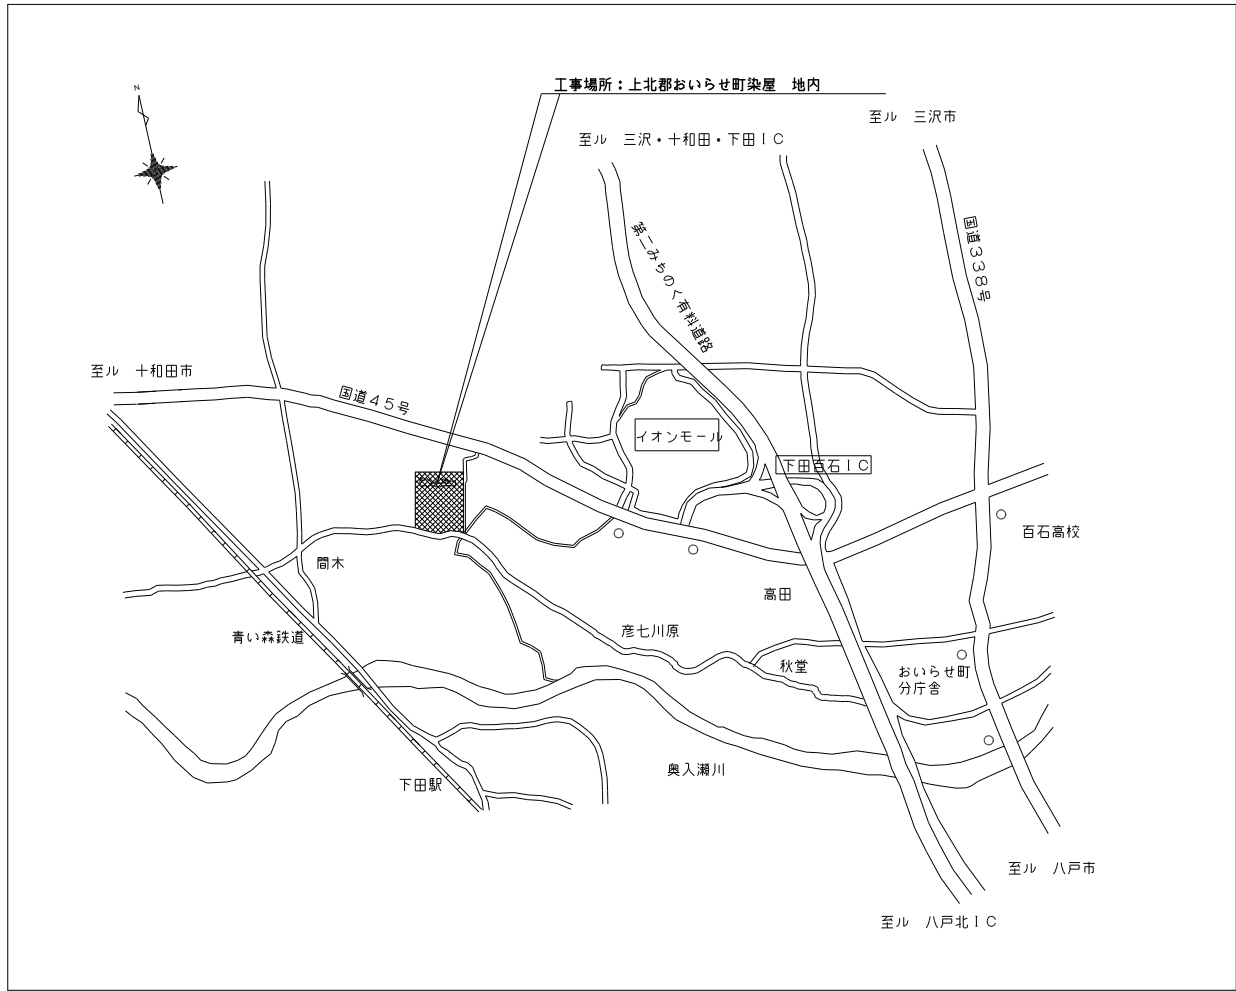 N
工事場所：上北郡おいらせ町染屋　地内
至ル　三沢市
至ル　三沢・十和田・下田ＩＣ
国道３３８号
第二みちのく有料道路
至ル　十和田市
国道４５号
イオンモール
下田百石ＩＣ
百石高校
間木
高田
青い森鉄道
彦七川原
秋堂
おいらせ町
分庁舎
奥入瀬川
下田駅
至ル　八戸市
至ル　八戸北ＩＣ